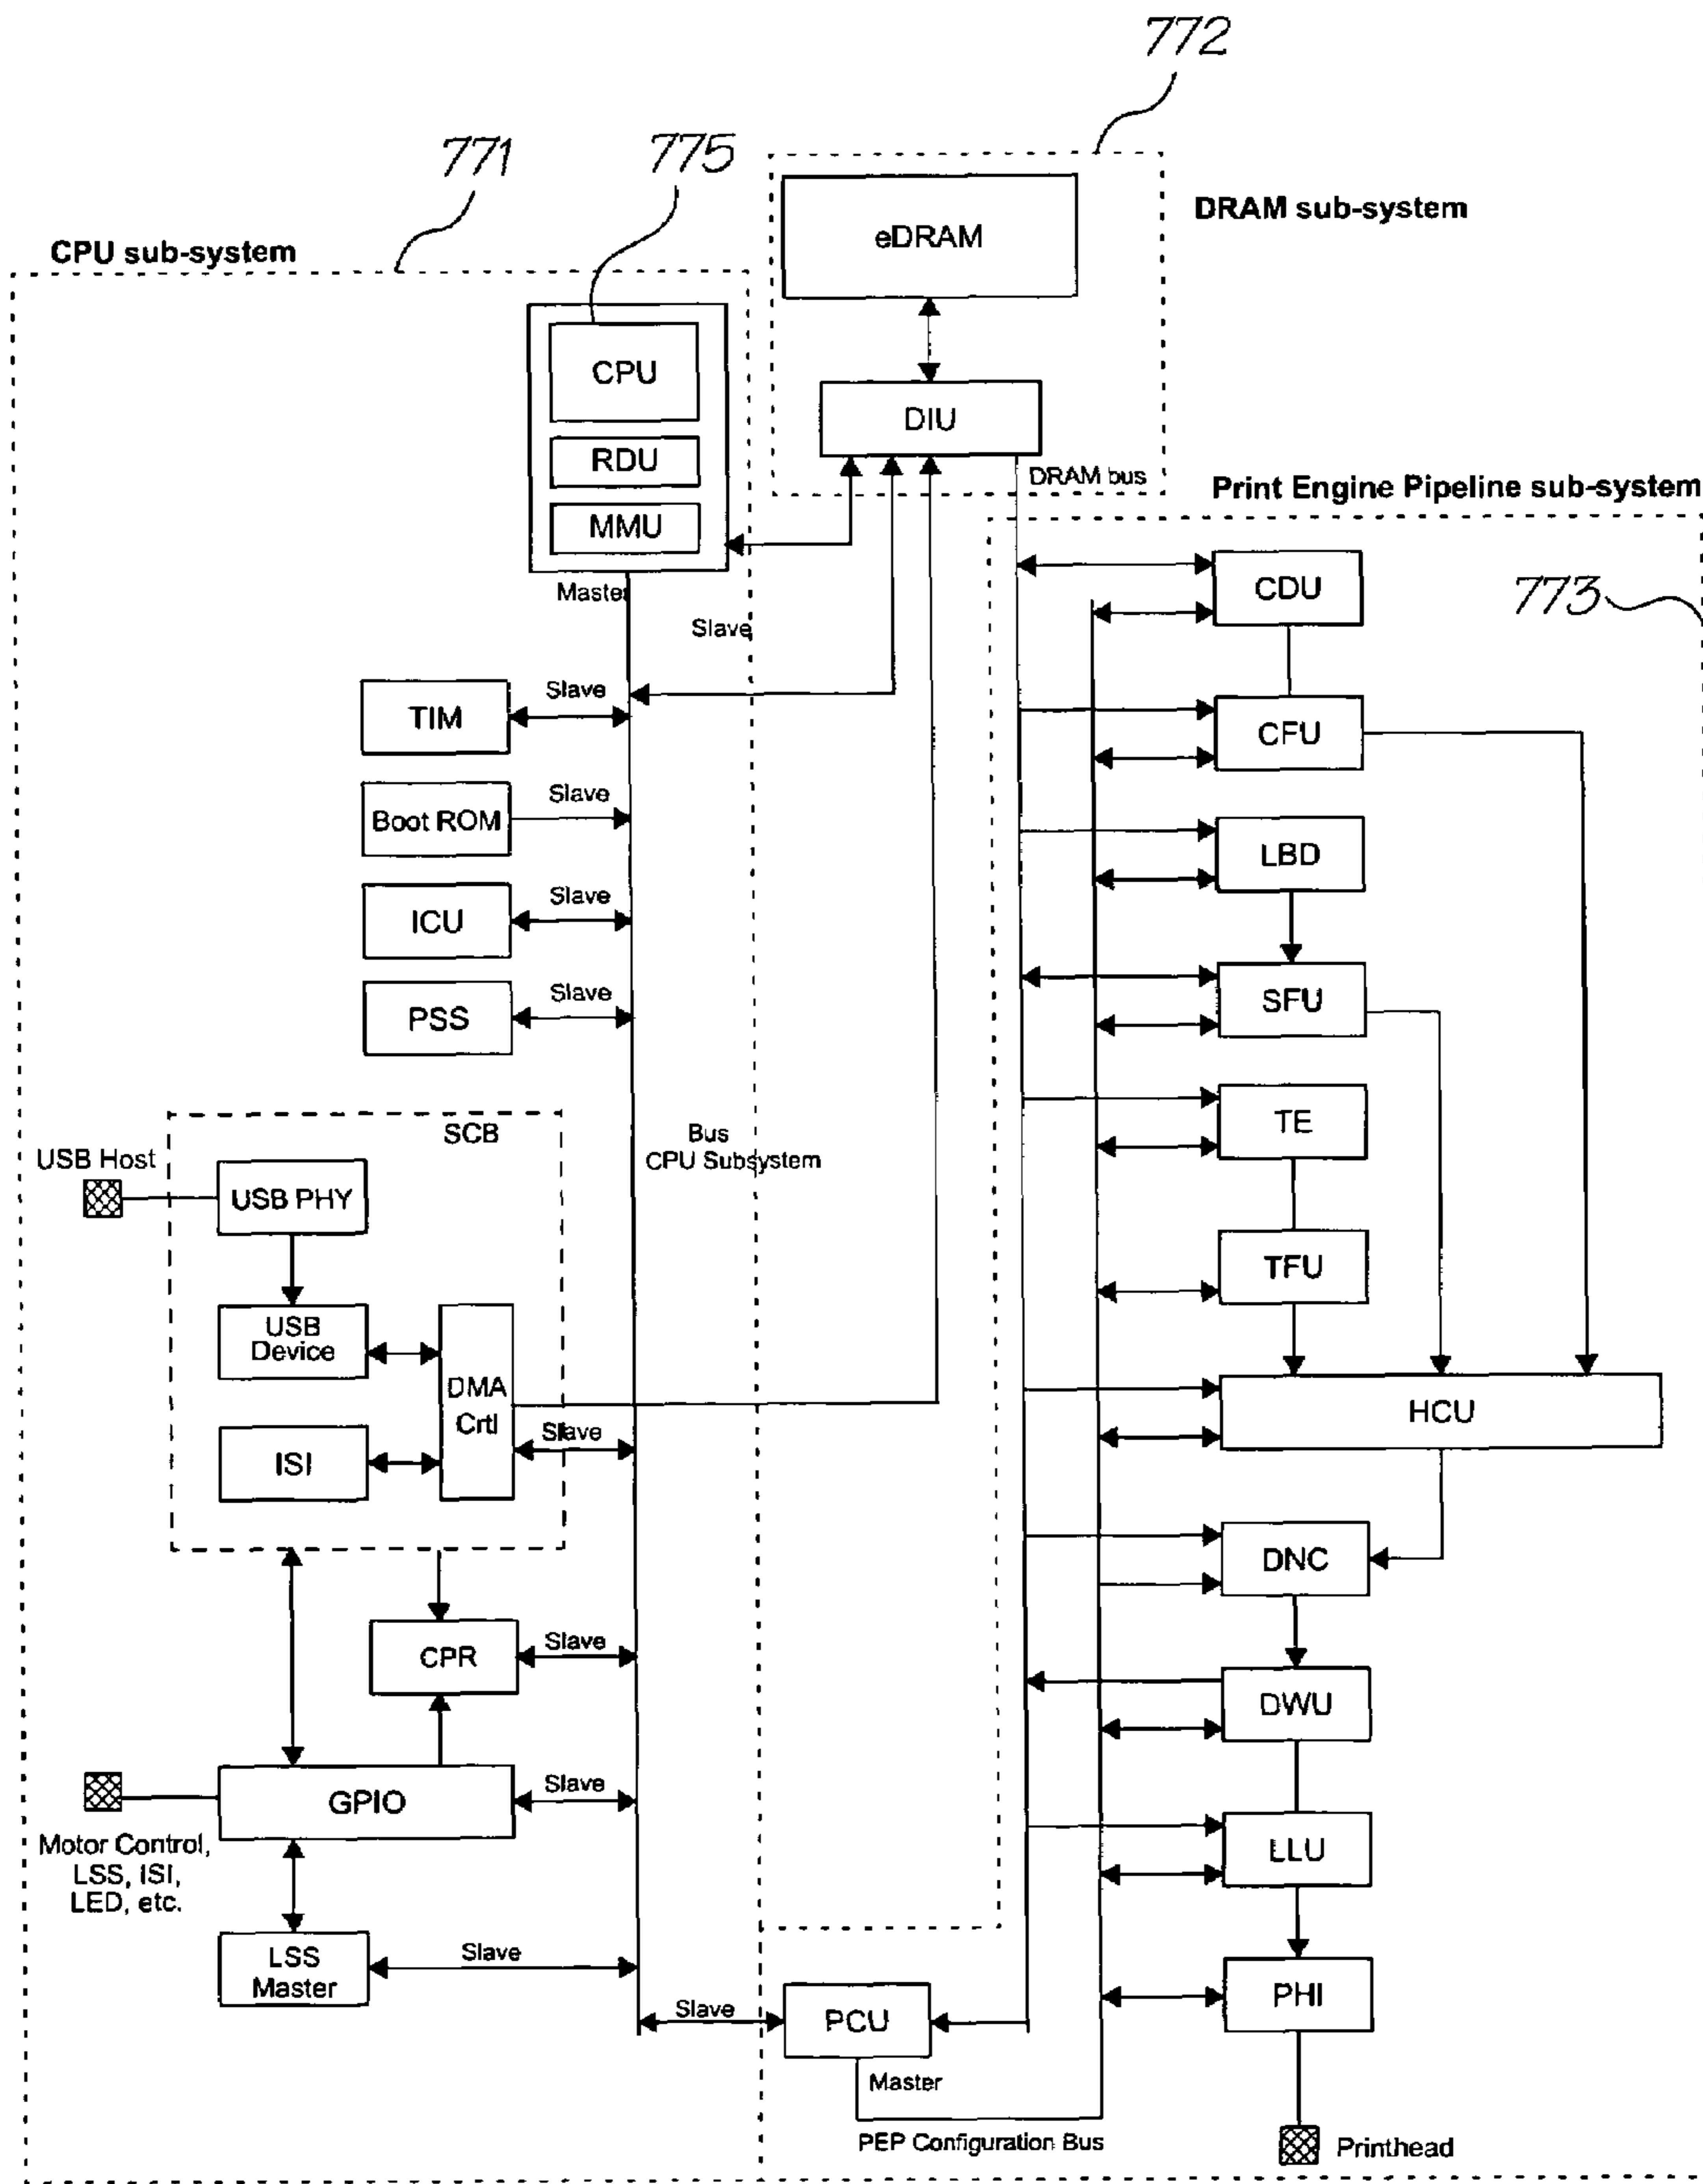 772
771
775
DRAM sub-system
CPU sub-system
eDRAM
CPU
DIU
RDU
DRAM bus
Print Engine Pipeline sub-system
MMU
Master
CDU
773
Slave
TIM
Slave
CFU
Boot ROM
Slave
LBD
ICU
Slave
PSS
Slave
SFU
TE
SCB
Bus
CPU Subsystem
USB Host
USB PHY
TFU
USB
Device
DMA
Crtl
HCU
Slave
ISI
DNC
CPR
Slave
DWU
GPIO
Slave
Motor Control,
LSS, ISI,
LED, etc.
LLU
LSS
Master
Slave
PHI
Slave
PCU
Master
PEP Configuration Bus
Printhead